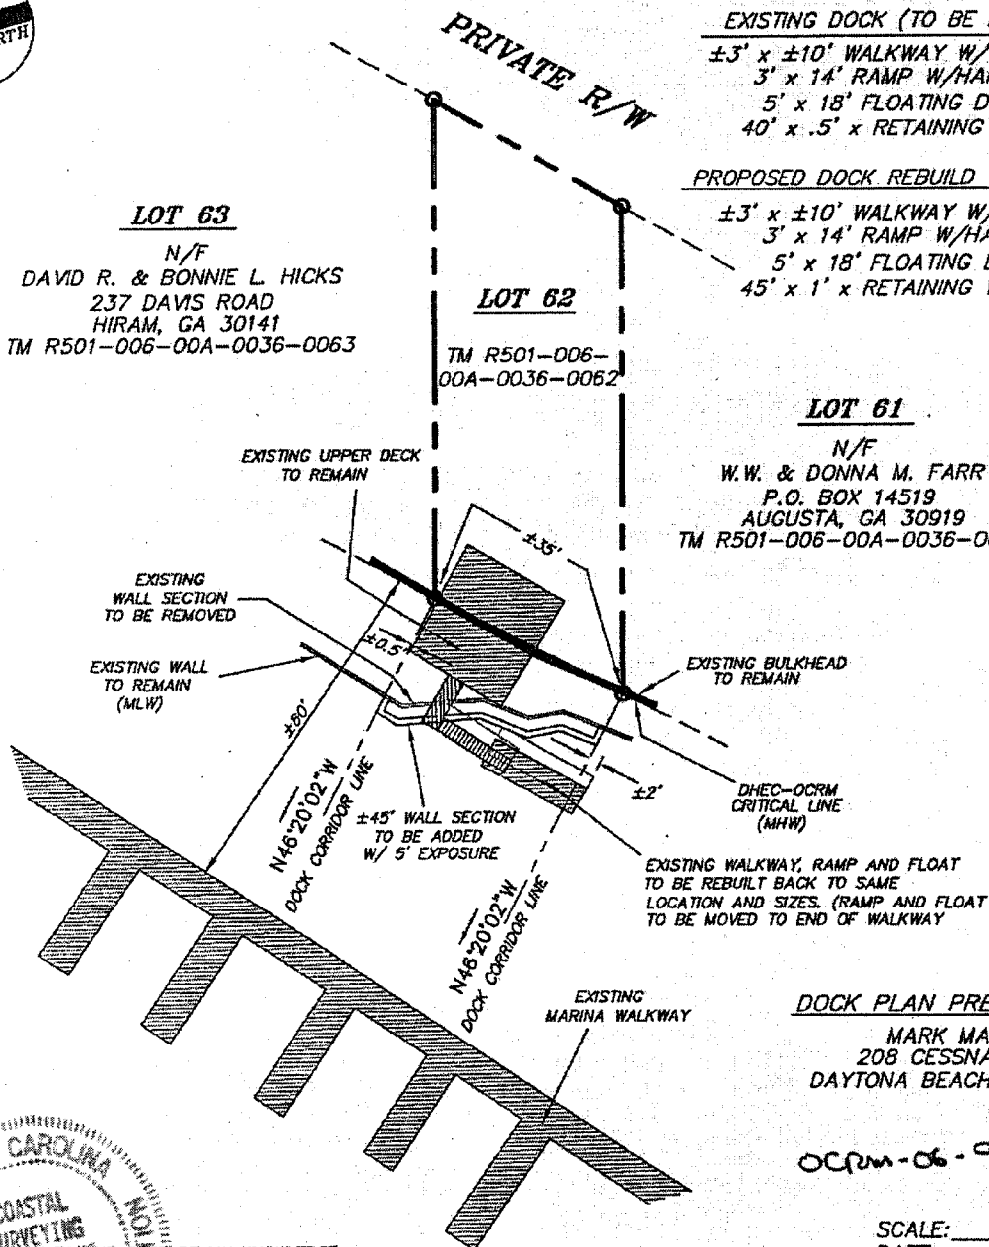 PRIVATE R/W
EXISTING DOCK (TO BE
±3' x ±10' WALKWAY W/
3' x 14' RAMP W/HA
5' x 18' FLOATING D
40' x .5' x RETAINING
PROPOSED DOCK REBUILD
±3' x ±10' WALKWAY W/
3' x 14' RAMP W/HA
5' x 18' FLOATING
45' x 1' x RETAINING
LOT 63
N/F
DAVID R. & BONNIE L. HICKS
237 DAVIS ROAD
HIRAM, GA 30141
TM R501-006-00A-0036-0063
LOT 62
TM R501-006-
00A-0036-0062
LOT 61
N/F
W.W. & DONNA M. FARR
P.O. BOX 14519
AUGUSTA, GA 30919
TM R501-006-00A-0036-0
EXISTING UPPER DECK
TO REMAIN
±35'
EXISTING
WALL SECTION
TO BE REMOVED
±0.5'
EXISTING WALL
TO REMAIN
(MLW)
EXISTING BULKHEAD
TO REMAIN
±80'
±2'
DHEC-OCRM
CRITICAL LINE
(MHW)
N46°20'02"W
DOCK CORRIDOR LINE
±45' WALL SECTION
TO BE ADDED
W/ 5' EXPOSURE
N46°20'02"W
DOCK CORRIDOR LINE
EXISTING WALKWAY, RAMP AND FLOAT
TO BE REBUILT BACK TO SAME
LOCATION AND SIZES. (RAMP AND FLOAT
TO BE MOVED TO END OF WALKWAY
EXISTING
MARINA WALKWAY
DOCK PLAN PRE
MARK MA
208 CESSNA
DAYTONA BEACH
OCRM-06-
SCALE:
CAROLINA
COASTAL